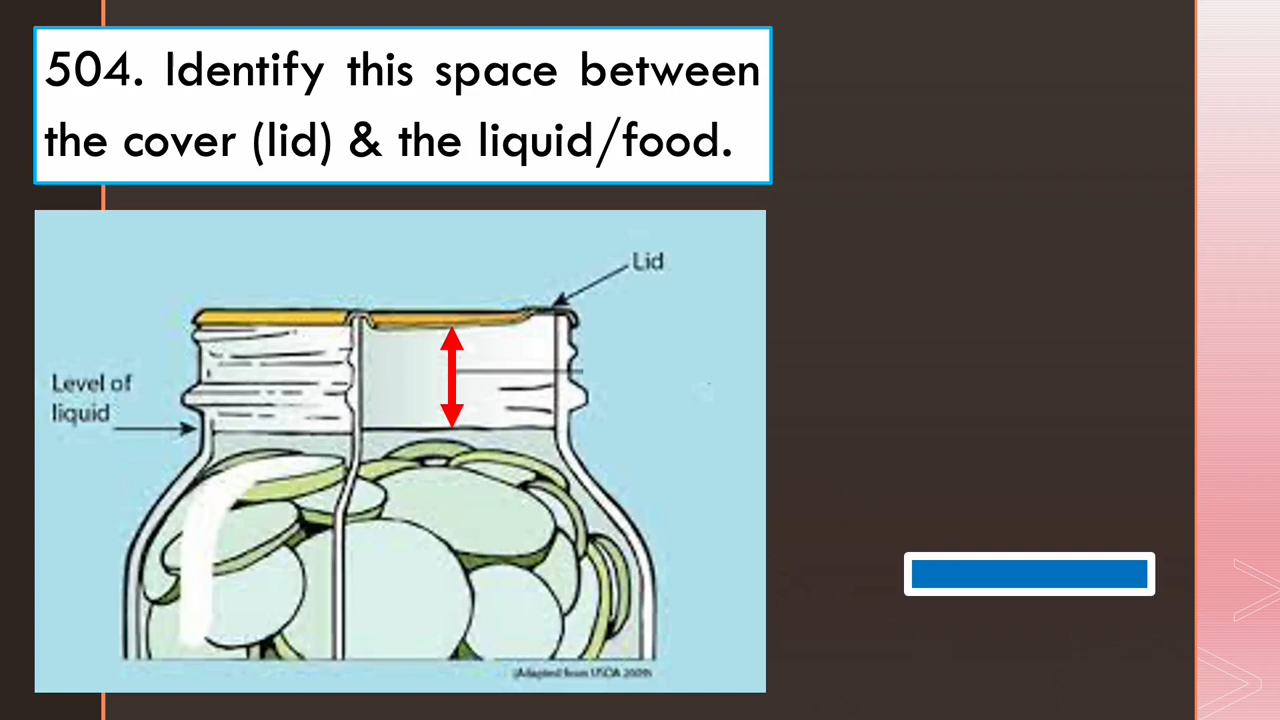 504. Identify this space between
the cover (lid) & the liquid/food.
Lid
Level of
liquid
(Adapted from USDA 2009)